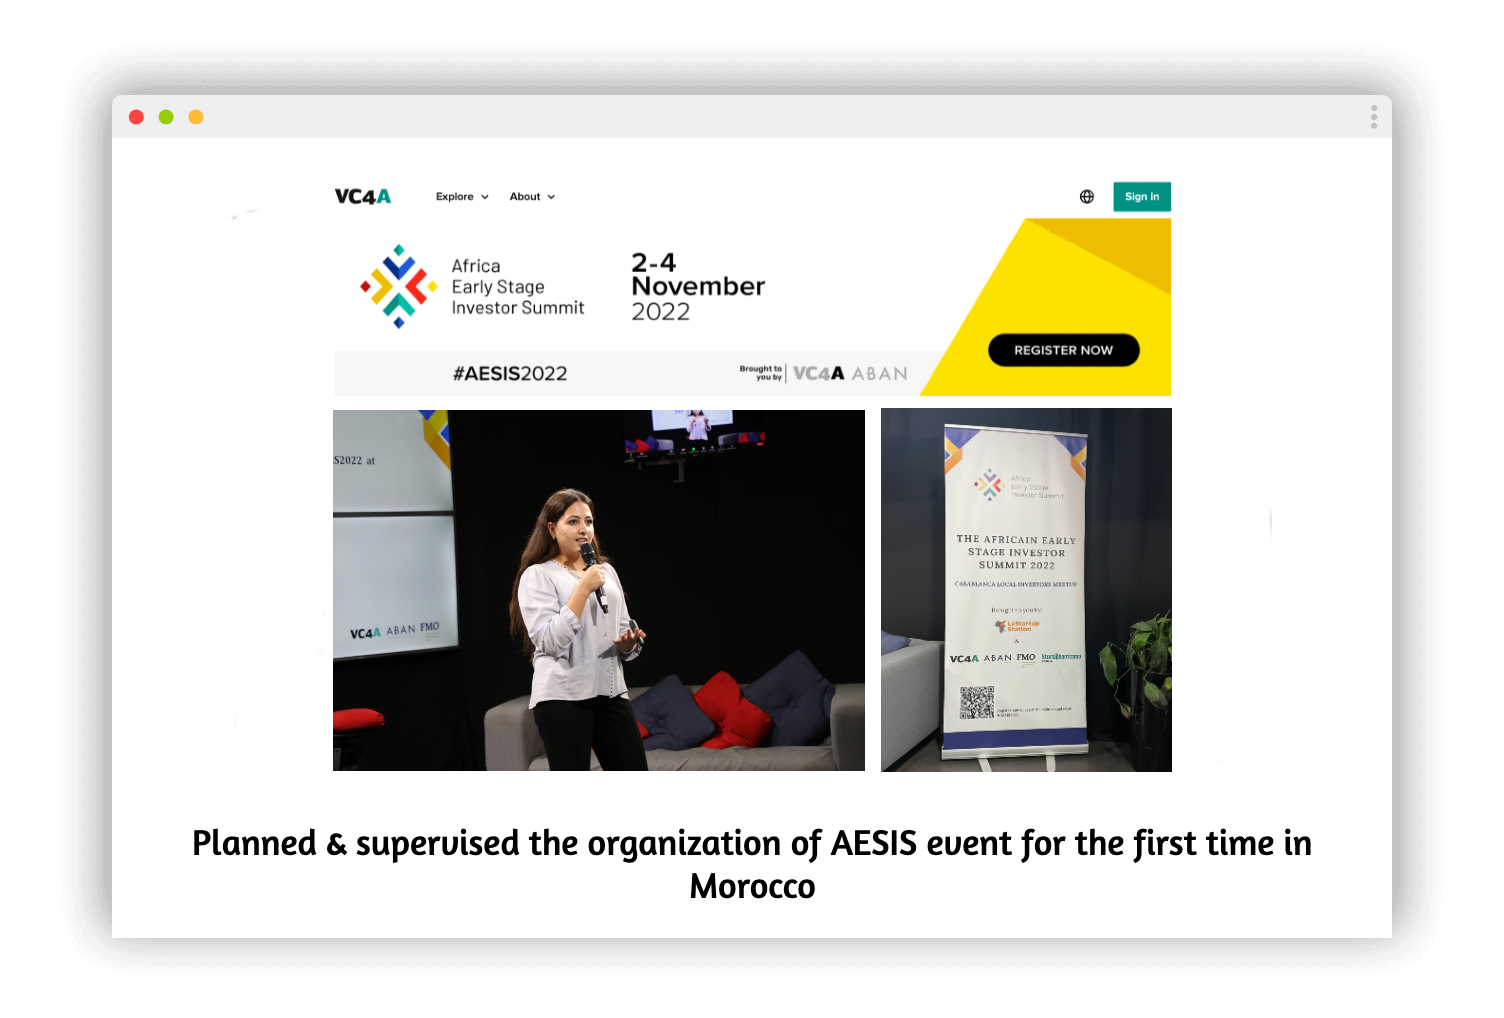 VC4A
Explore
About
Sign in
Africa
Early Stage
Investor Summit
2-4
November
2022
REGISTER NOW
#AESIS2022
Brought to
you by
VC4A ABAN
S2022 at
VC4A ABAN FMO
Africa
Early Stage
Investor Summit
THE AFRICAIN EARLY
STAGE INVESTOR
SUMMIT 2022
CASABLANCA LOCAL INVESTORS MEETUP
Brought to you by:
LaStartup
Station
&
VC4A ABAN FMO StartupBootcamp
Planned & supervised the organization of AESIS event for the first time in
Morocco